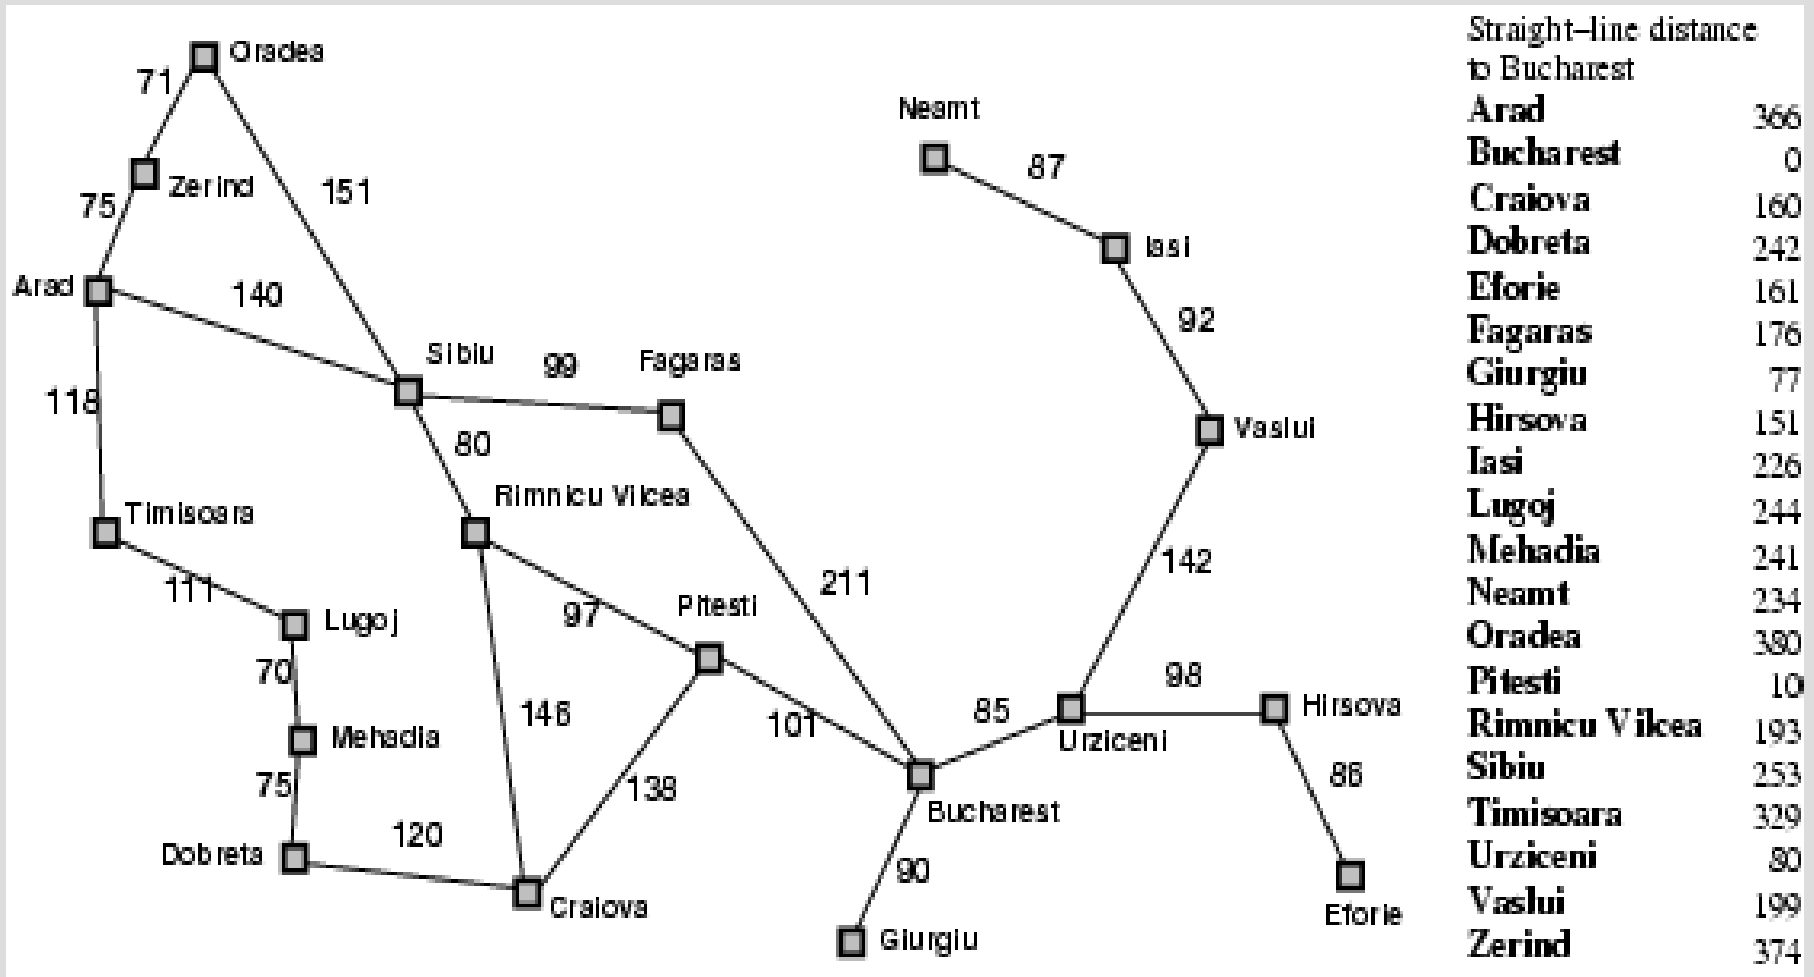 Oradea
71
Neamt
87
Zerind
151
75
Iasi
Arad
140
92
Sibiu
99
Fagaras
118
80
Vaslui
Rimnicu Vilcea
Timisoara
142
111
211
97
Pitesti
Lugoj
70
98
146
85
Hirsova
101
Mehadia
Urziceni
75
138
86
Bucharest
120
Dobreta
90
Craiova
Eforie
Giurgiu
Straight–line distance
to Bucharest
Arad 366
Bucharest 0
Craiova 160
Dobreta 242
Eforie 161
Fagaras 176
Giurgiu 77
Hirsova 151
Iasi 226
Lugoj 244
Mehadia 241
Neamt 234
Oradea 380
Pitesti 10
Rimnicu Vilcea 193
Sibiu 253
Timisoara 329
Urziceni 80
Vaslui 199
Zerind 374